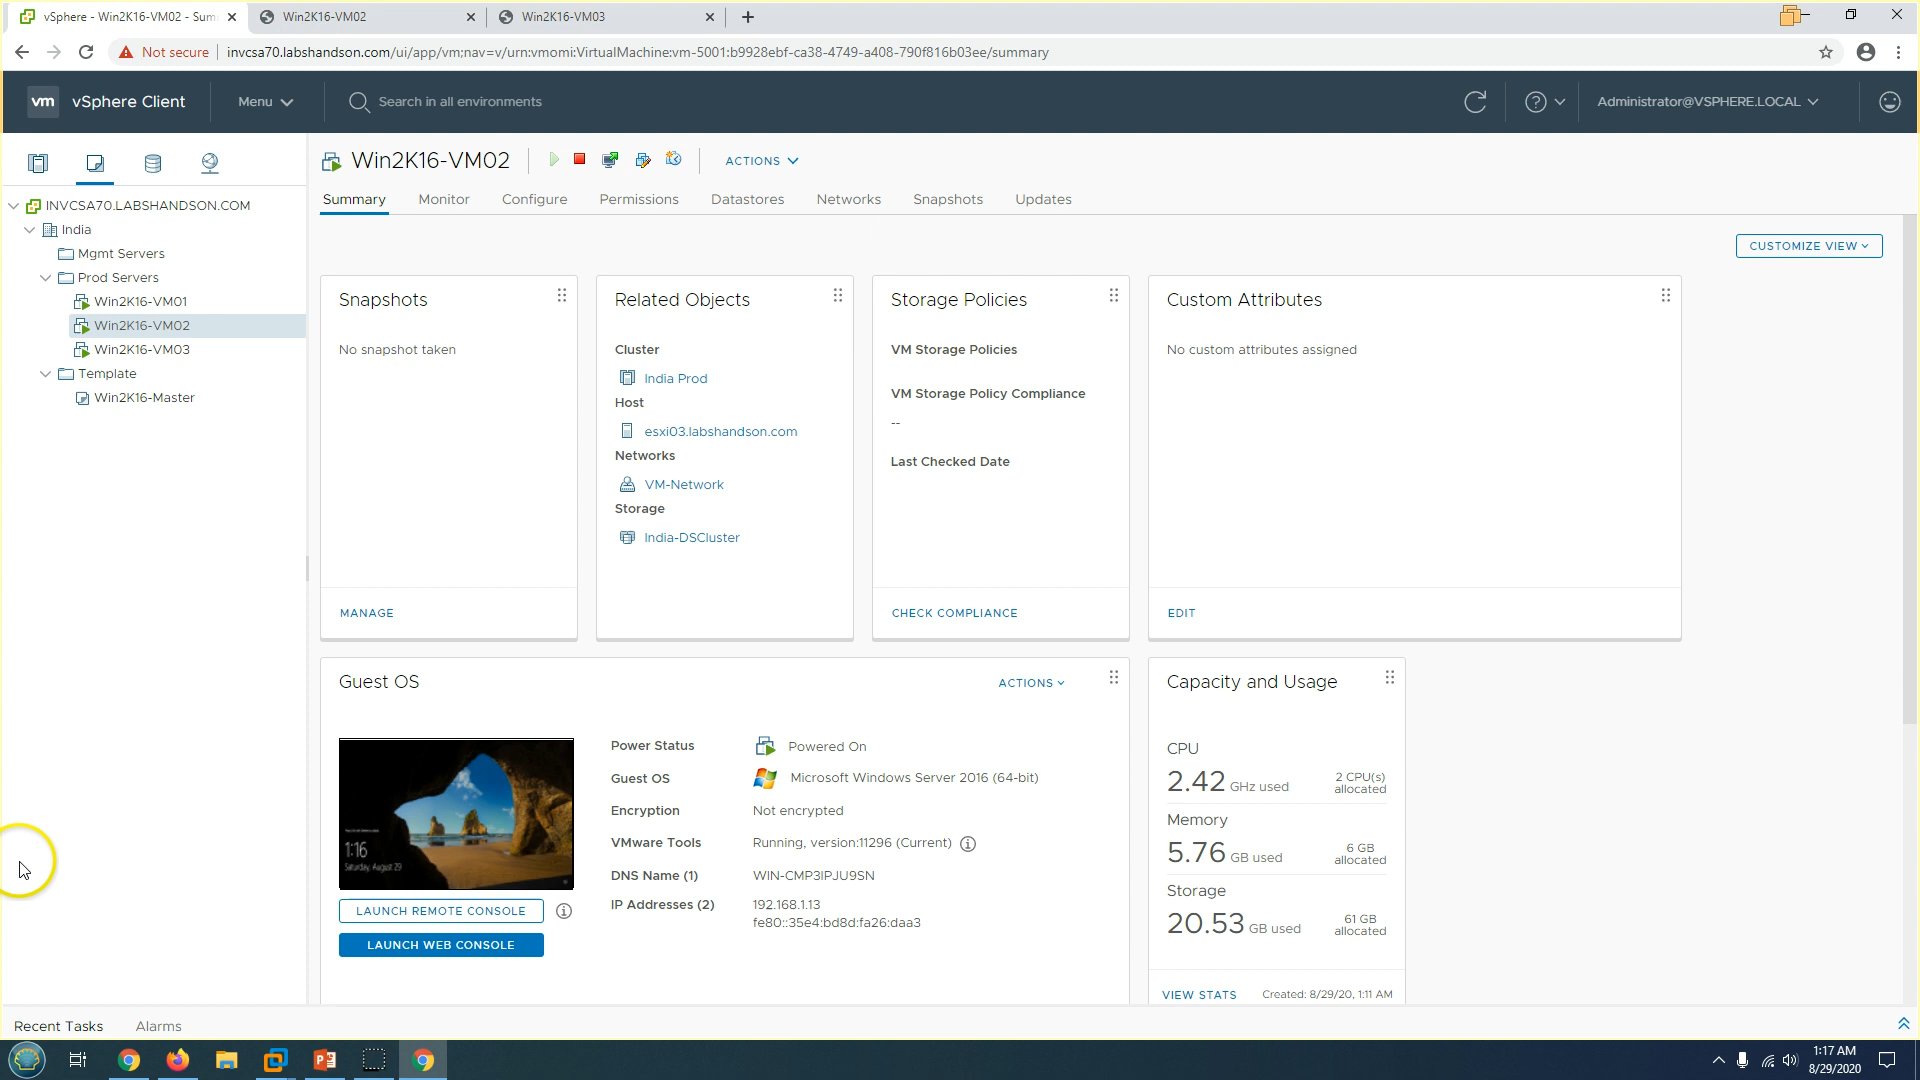 vSphere - Win2K16-VM02 - Sum
Win2K16-VM02
Win2K16-VM03
Not secure
invcsa70.labshandson.com/ui/app/vm;nav=v/urn:vmomi:VirtualMachine:vm-5001:b9928ebf-ca38-4749-a408-790f816b03ee/summary
vm vSphere Client
Menu
Search in all environments
Administrator@VSPHERE.LOCAL
INVCSA70.LABSHANDSON.COM
India
Mgmt Servers
Prod Servers
Win2K16-VM01
Win2K16-VM02
Win2K16-VM03
Template
Win2K16-Master
Win2K16-VM02
ACTIONS
Summary
Monitor
Configure
Permissions
Datastores
Networks
Snapshots
Updates
CUSTOMIZE VIEW
Snapshots
No snapshot taken
MANAGE
Related Objects
Cluster
India Prod
Host
esxi03.labshandson.com
Networks
VM-Network
Storage
India-DSCluster
Storage Policies
VM Storage Policies
VM Storage Policy Compliance
--
Last Checked Date
CHECK COMPLIANCE
Custom Attributes
No custom attributes assigned
EDIT
Guest OS
ACTIONS
1:16
Saturday, August 29
LAUNCH REMOTE CONSOLE
LAUNCH WEB CONSOLE
Power Status Powered On
Guest OS Microsoft Windows Server 2016 (64-bit)
Encryption Not encrypted
VMware Tools Running, version:11296 (Current)
DNS Name (1) WIN-CMP3IPJU9SN
IP Addresses (2) 192.168.1.13
fe80::35e4:bd8d:fa26:daa3
Capacity and Usage
CPU
2.42 GHz used
2 CPU(s)
allocated
Memory
5.76 GB used
6 GB
allocated
Storage
20.53 GB used
61 GB
allocated
VIEW STATS
Created: 8/29/20, 1:11 AM
Recent Tasks
Alarms
1:17 AM
8/29/2020